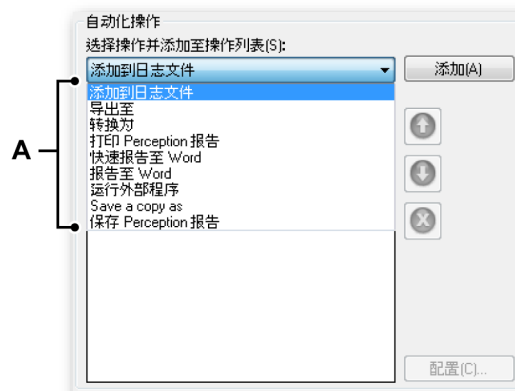 自动化操作
选择操作并添加至操作列表(S):
添加到日志文件
添加(A)
添加到日志文件
导出至
转换为
打印 Perception 报告
快速报告至 Word
报告至 Word
运行外部程序
Save a copy as
保存 Perception 报告
A
配置(C)...